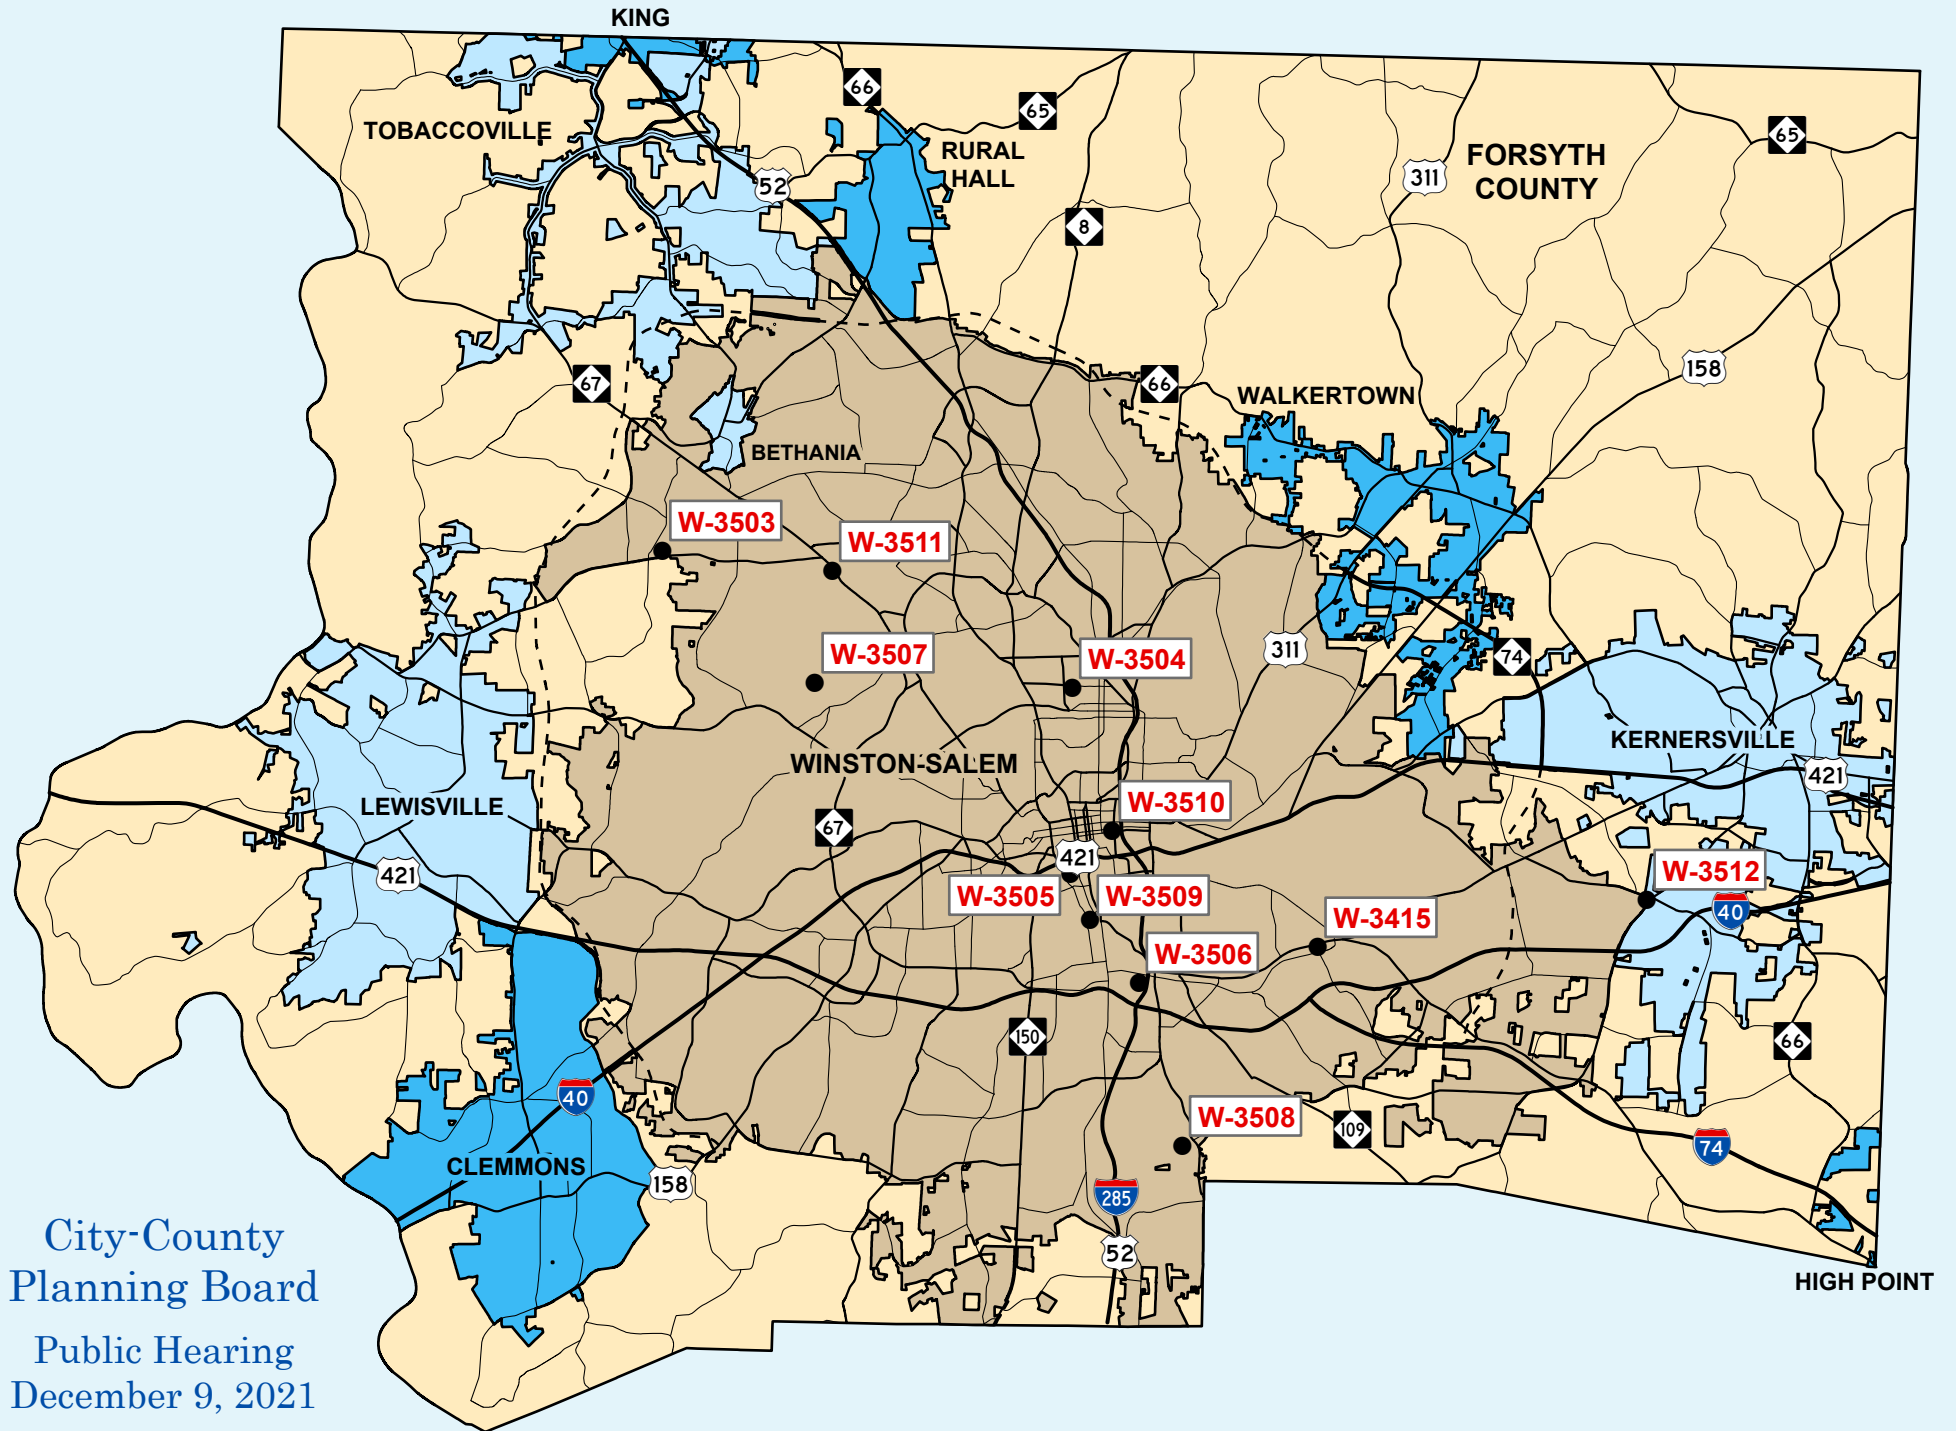 KING
66
65
TOBACCOVILLE
RURAL
HALL
FORSYTH
COUNTY
65
311
52
8
158
67
66
WALKERTOWN
BETHANIA
W-3503
W-3511
W-3507
W-3504
311
74
WINSTON-SALEM
KERNERSVILLE
421
LEWISVILLE
67
W-3510
421
421
W-3512
40
W-3505
W-3509
W-3415
W-3506
150
66
40
W-3508
109
74
CLEMMONS
158
285
52
HIGH POINT
City-County
Planning Board
Public Hearing
December 9, 2021